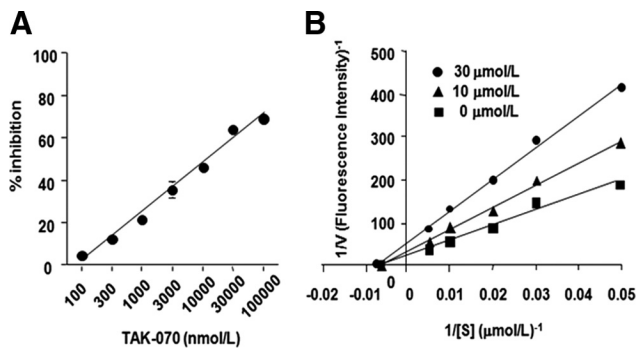 A
% inhibition
100
80
60
40
20
0
100 300 1000 3000 10000 30000 100000
TAK-070 (nmol/L)
B
1/V (Fluorescence Intensity)-1
500
400
300
200
100
0
30 μmol/L
10 μmol/L
0 μmol/L
-0.02 -0.01 0 0.01 0.02 0.03 0.04 0.05
1/[S] (μmol/L)-1